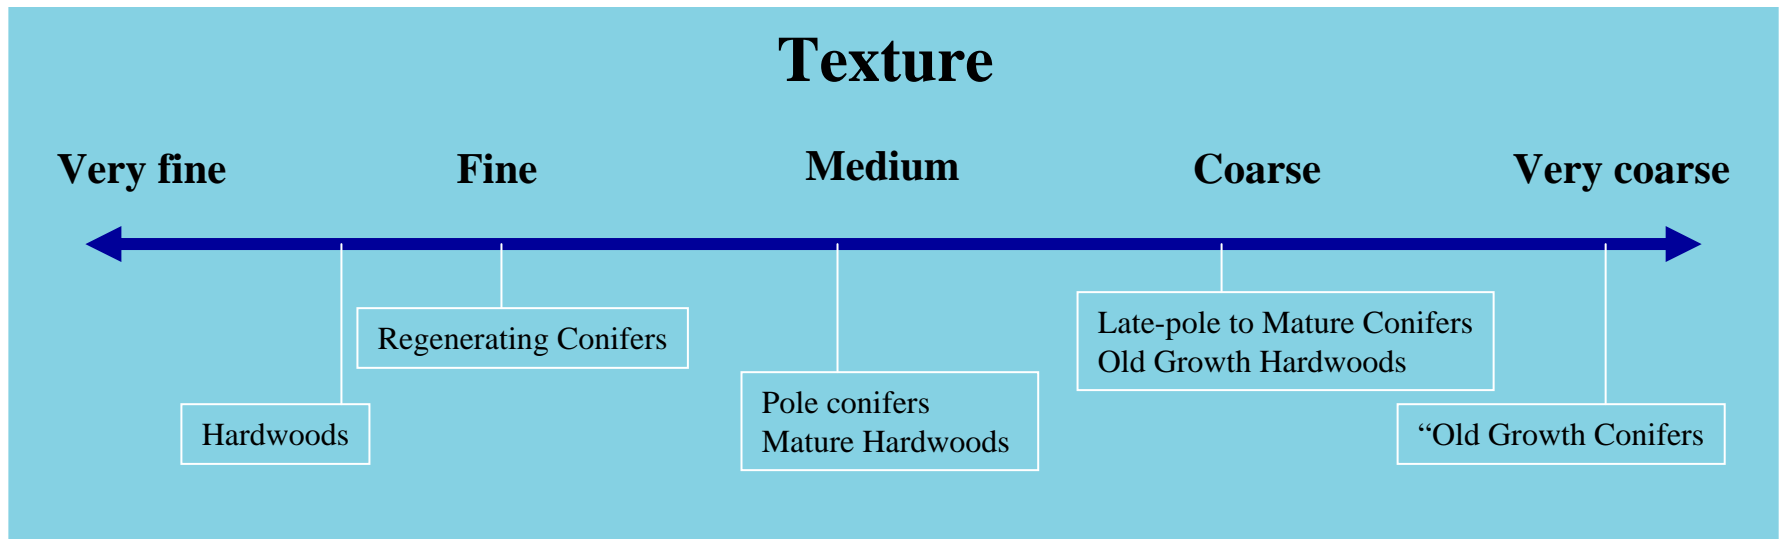 Texture
Very fine
Fine
Medium
Coarse
Very coarse
Regenerating Conifers
Hardwoods
Pole conifers
Mature Hardwoods
Late-pole to Mature Conifers
Old Growth Hardwoods
“Old Growth Conifers